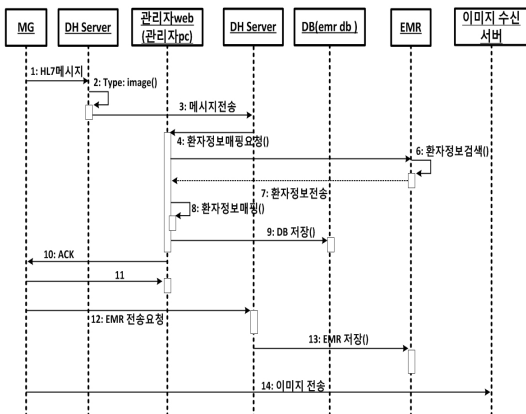 MG
DH Server
관리자web
(관리자pc)
DH Server
DB(emr db )
EMR
이미지 수신
서버
1: HL7메시지
2: Type: image()
3: 메시지전송
4: 환자정보매핑요청()
6: 환자정보검색()
7: 환자정보전송
8: 환자정보매핑()
9: DB 저장()
10: ACK
11
12: EMR 전송요청
13: EMR 저장()
14: 이미지 전송